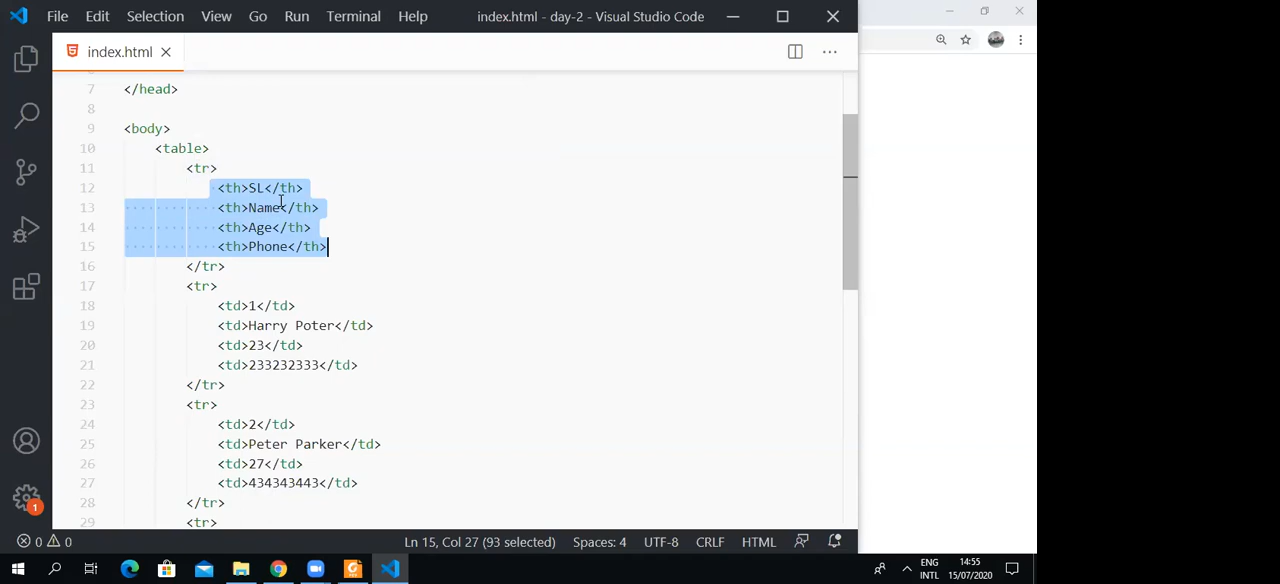 File Edit Selection View Go Run Terminal Help index.html - day-2 - Visual Studio Code
index.html
7 </head>
8
9 <body>
10 <table>
11 <tr>
12 <th>SL</th>
13 <th>Name</th>
14 <th>Age</th>
15 <th>Phone</th>
16 </tr>
17 <tr>
18 <td>1</td>
19 <td>Harry Poter</td>
20 <td>23</td>
21 <td>233232333</td>
22 </tr>
23 <tr>
24 <td>2</td>
25 <td>Peter Parker</td>
26 <td>27</td>
27 <td>434343443</td>
28 </tr>
29 <tr>
1
0 0 Ln 15, Col 27 (93 selected) Spaces: 4 UTF-8 CRLF HTML
ENG 14:55
INTL 15/07/2020